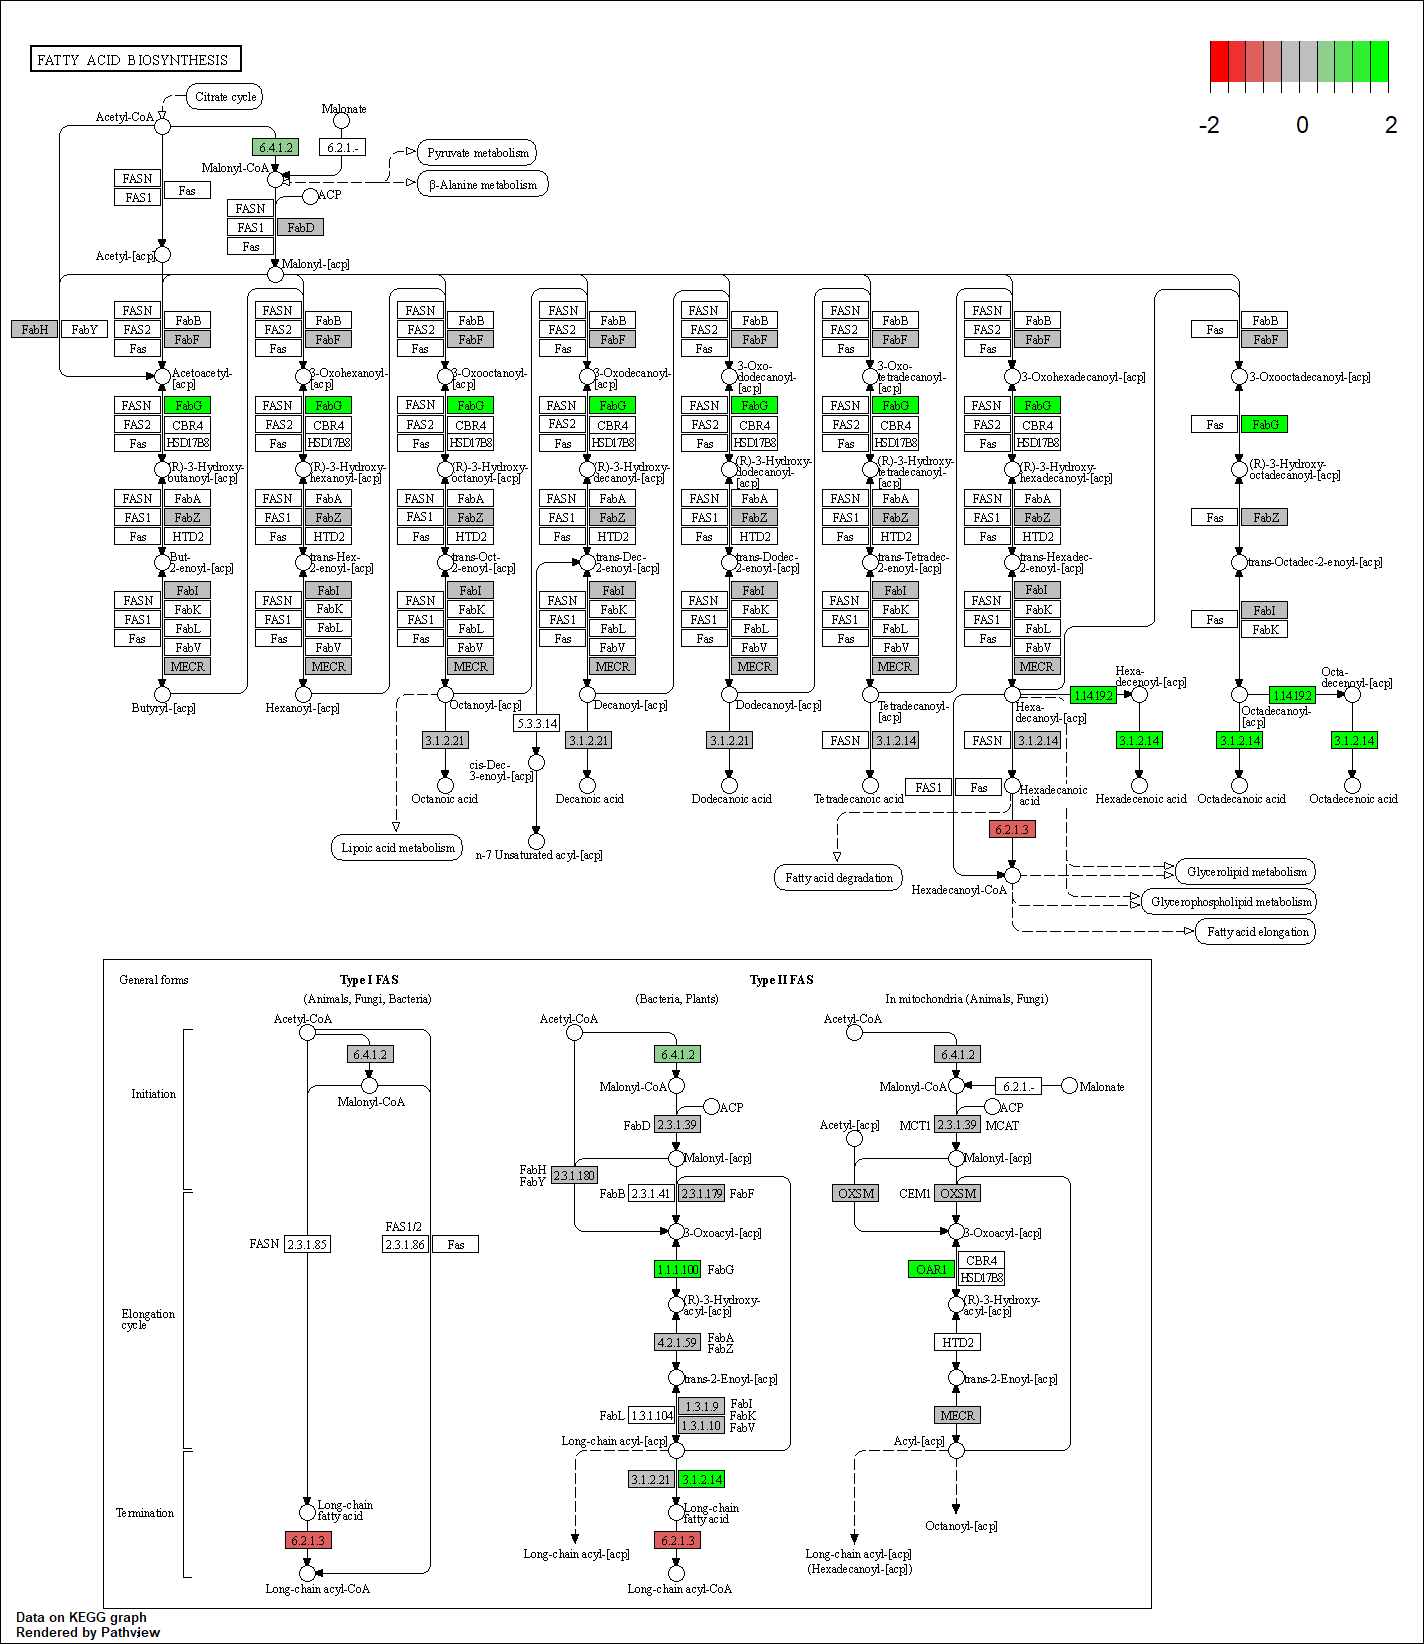 FATTY ACID BIOSYNTHESIS
-2 0 2
Citrate cycle
Acetyl-CoA
Malonate
6.4.1.2
6.2.1.-
Pyruvate metabolism
Malonyl-CoA
β-Alanine metabolism
FASN
FAS1
Fas
ACP
FASN
FAS1
Fas
FabD
Acetyl-[acp]
Malonyl-[acp]
FabH FabY
FASN FAS2 Fas FabB FabF
FASN FAS2 Fas FabB FabF
FASN FAS2 Fas FabB FabF
FASN FAS2 Fas FabB FabF
FASN FAS2 Fas FabB FabF
FASN FAS2 Fas FabB FabF
FASN FAS2 Fas FabB FabF
Fas FabB FabF
Acetoacetyl-
[acp]
3-Oxohexanoyl-
[acp]
3-Oxooctanoyl-
[acp]
3-Oxodecanoyl-
[acp]
3-Oxo-
dodecanoyl-
[acp]
3-Oxo-
tetradecanoyl-
[acp]
3-Oxohexadecanoyl-[acp]
3-Oxooctadecanoyl-[acp]
FASN FAS2 Fas FabG CBR4 HSD17B8
FASN FAS2 Fas FabG CBR4 HSD17B8
FASN FAS2 Fas FabG CBR4 HSD17B8
FASN FAS2 Fas FabG CBR4 HSD17B8
FASN FAS2 Fas FabG CBR4 HSD17B8
FASN FAS2 Fas FabG CBR4 HSD17B8
FASN FAS2 Fas FabG CBR4 HSD17B8
Fas FabG
(R)-3-Hydroxy-
butanoyl-[acp]
(R)-3-Hydroxy-
hexanoyl-[acp]
(R)-3-Hydroxy-
octanoyl-[acp]
(R)-3-Hydroxy-
decanoyl-[acp]
(R)-3-Hydroxy-
dodecanoyl-
[acp]
(R)-3-Hydroxy-
tetradecanoyl-
[acp]
(R)-3-Hydroxy-
hexadecanoyl-[acp]
(R)-3-Hydroxy-
octadecanoyl-[acp]
FASN FAS1 Fas FabA FabZ HTD2
FASN FAS1 Fas FabA FabZ HTD2
FASN FAS1 Fas FabA FabZ HTD2
FASN FAS1 Fas FabA FabZ HTD2
FASN FAS1 Fas FabA FabZ HTD2
FASN FAS1 Fas FabA FabZ HTD2
FASN FAS1 Fas FabA FabZ HTD2
Fas FabZ
But-
2-enoyl-[acp]
trans-Hex-
2-enoyl-[acp]
trans-Oct-
2-enoyl-[acp]
trans-Dec-
2-enoyl-[acp]
trans-Dodec-
2-enoyl-[acp]
trans-Tetradec-
2-enoyl-[acp]
trans-Hexadec-
2-enoyl-[acp]
trans-Octadec-2-enoyl-[acp]
FASN FAS1 Fas FabI FabK FabL FabV MECR
FASN FAS1 Fas FabI FabK FabL FabV MECR
FASN FAS1 Fas FabI FabK FabL FabV MECR
FASN FAS1 Fas FabI FabK FabL FabV MECR
FASN FAS1 Fas FabI FabK FabL FabV MECR
FASN FAS1 Fas FabI FabK FabL FabV MECR
FASN FAS1 Fas FabI FabK FabL FabV MECR
Fas FabI FabK
Butyryl-[acp]
Hexanoyl-[acp]
Octanoyl-[acp]
Decanoyl-[acp]
Dodecanoyl-[acp]
Tetradecanoyl-
[acp]
Hexa-
decanoyl-[acp]
1.14.19.2
Hexa-
decenoyl-[acp]
Octadecanoyl-
[acp]
1.14.19.2
Octa-
decenoyl-[acp]
5.3.3.14
3.1.2.21
3.1.2.21
3.1.2.21
FASN 3.1.2.14
FASN 3.1.2.14
3.1.2.14
3.1.2.14
3.1.2.14
cis-Dec-
3-enoyl-[acp]
Octanoic acid
Decanoic acid
Dodecanoic acid
Tetradecanoic acid
FAS1 Fas
Hexadecanoic
acid
Hexadecenoic acid
Octadecanoic acid
Octadecenoic acid
6.2.1.3
Lipoic acid metabolism
n-7 Unsaturated acyl-[acp]
Fatty acid degradation
Hexadecanoyl-CoA
Glycerolipid metabolism
Glycerophospholipid metabolism
Fatty acid elongation
General forms
Type I FAS
(Animals, Fungi, Bacteria)
Type II FAS
(Bacteria, Plants)
In mitochondria (Animals, Fungi)
Initiation
Elongation
cycle
Termination
Acetyl-CoA
6.4.1.2
Malonyl-CoA
FASN 2.3.1.85
FAS1/2
2.3.1.86 Fas
Long-chain
fatty acid
6.2.1.3
Long-chain acyl-CoA
Acetyl-CoA
6.4.1.2
Malonyl-CoA
ACP
FabD 2.3.1.39
Malonyl-[acp]
FabH
FabY
2.3.1.180
FabB 2.3.1.41 2.3.1.179 FabF
3-Oxoacyl-[acp]
1.1.1.100 FabG
(R)-3-Hydroxy-
acyl-[acp]
4.2.1.59
FabA
FabZ
trans-2-Enoyl-[acp]
FabL 1.3.1.104
1.3.1.9
1.3.1.10
FabI
FabK
FabV
Long-chain acyl-[acp]
3.1.2.21 3.1.2.14
Long-chain
fatty acid
6.2.1.3
Long-chain acyl-[acp]
Long-chain acyl-CoA
Acetyl-CoA
6.4.1.2
Malonyl-CoA
6.2.1.-
Malonate
ACP
MCT1 2.3.1.39 MCAT
Acetyl-[acp]
Malonyl-[acp]
OXSM
CEM1 OXSM
3-Oxoacyl-[acp]
OAR1
CBR4
HSD17B8
(R)-3-Hydroxy-
acyl-[acp]
HTD2
trans-2-Enoyl-[acp]
MECR
Acyl-[acp]
Octanoyl-[acp]
Long-chain acyl-[acp]
(Hexadecanoyl-[acp])
Data on KEGG graph
Rendered by Pathview